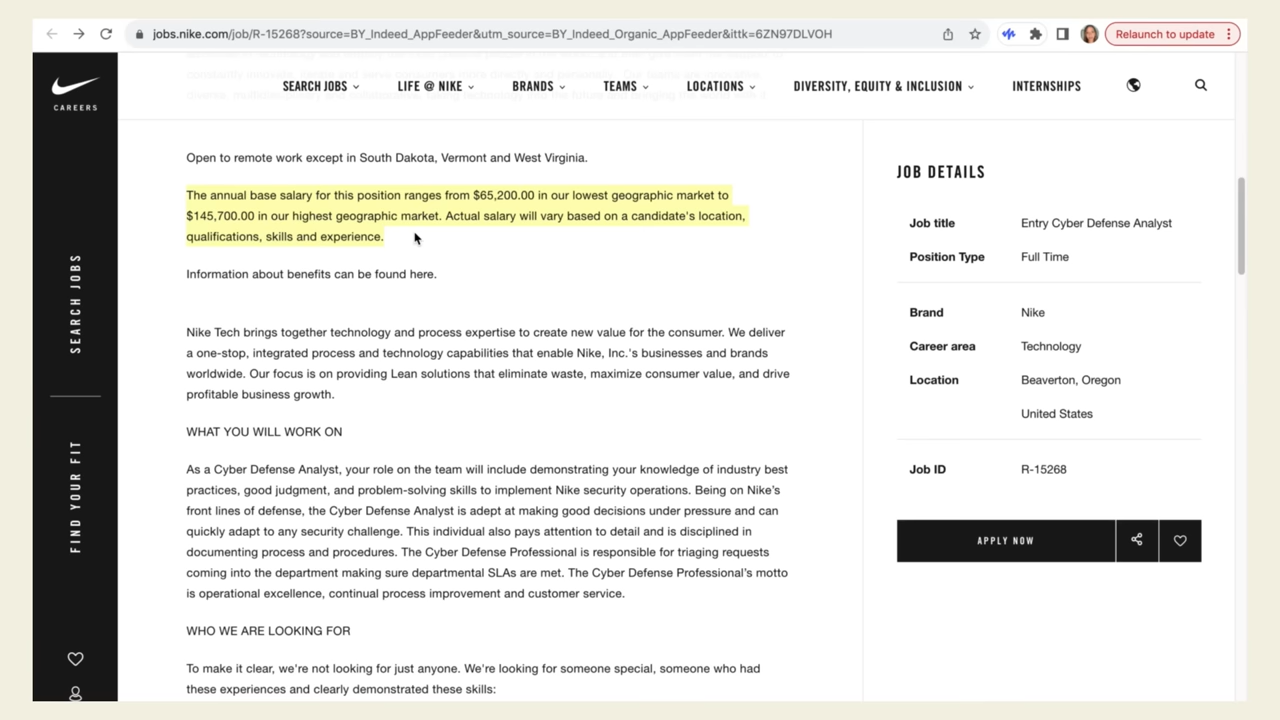 jobs.nike.com/job/R-15268?source=BY_Indeed_AppFeeder&utm_source=BY_Indeed_Organic_AppFeeder&ittk=6ZN97DLVOH
Relaunch to update
CAREERS
SEARCH JOBS
LIFE @ NIKE
BRANDS
TEAMS
LOCATIONS
DIVERSITY, EQUITY & INCLUSION
INTERNSHIPS
SEARCH JOBS
FIND YOUR FIT
Open to remote work except in South Dakota, Vermont and West Virginia.
The annual base salary for this position ranges from $65,200.00 in our lowest geographic market to
$145,700.00 in our highest geographic market. Actual salary will vary based on a candidate's location,
qualifications, skills and experience.
Information about benefits can be found here.
Nike Tech brings together technology and process expertise to create new value for the consumer. We deliver
a one-stop, integrated process and technology capabilities that enable Nike, Inc.'s businesses and brands
worldwide. Our focus is on providing Lean solutions that eliminate waste, maximize consumer value, and drive
profitable business growth.
WHAT YOU WILL WORK ON
As a Cyber Defense Analyst, your role on the team will include demonstrating your knowledge of industry best
practices, good judgment, and problem-solving skills to implement Nike security operations. Being on Nike's
front lines of defense, the Cyber Defense Analyst is adept at making good decisions under pressure and can
quickly adapt to any security challenge. This individual also pays attention to detail and is disciplined in
documenting process and procedures. The Cyber Defense Professional is responsible for triaging requests
coming into the department making sure departmental SLAs are met. The Cyber Defense Professional's motto
is operational excellence, continual process improvement and customer service.
WHO WE ARE LOOKING FOR
To make it clear, we're not looking for just anyone. We're looking for someone special, someone who had
these experiences and clearly demonstrated these skills:
JOB DETAILS
Job title Entry Cyber Defense Analyst
Position Type Full Time
Brand Nike
Career area Technology
Location Beaverton, Oregon
United States
Job ID R-15268
APPLY NOW